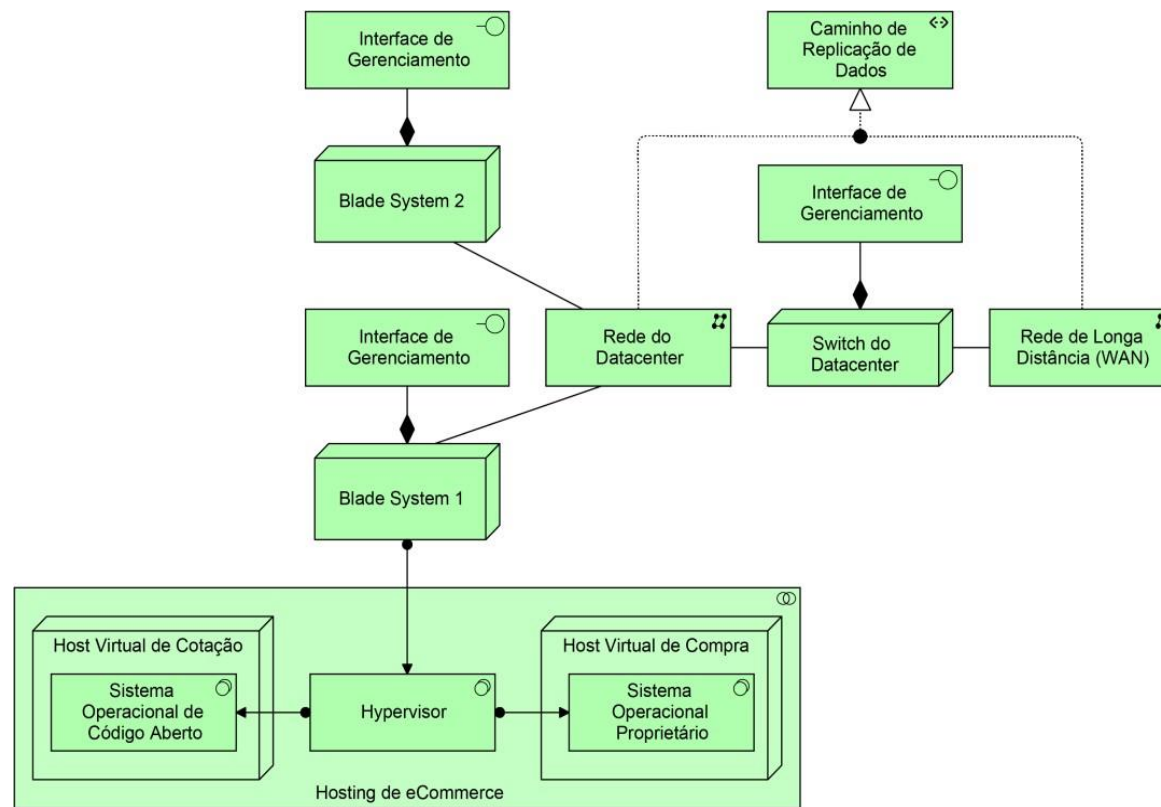 Interface de
Gerenciamento
Caminho de
Replicação de
Dados
Blade System 2
Interface de
Gerenciamento
Interface de
Gerenciamento
Rede do
Datacenter
Switch do
Datacenter
Rede de Longa
Distância (WAN)
Blade System 1
Host Virtual de Cotação
Sistema
Operacional de
Código Aberto
Hypervisor
Host Virtual de Compra
Sistema
Operacional
Proprietário
Hosting de eCommerce